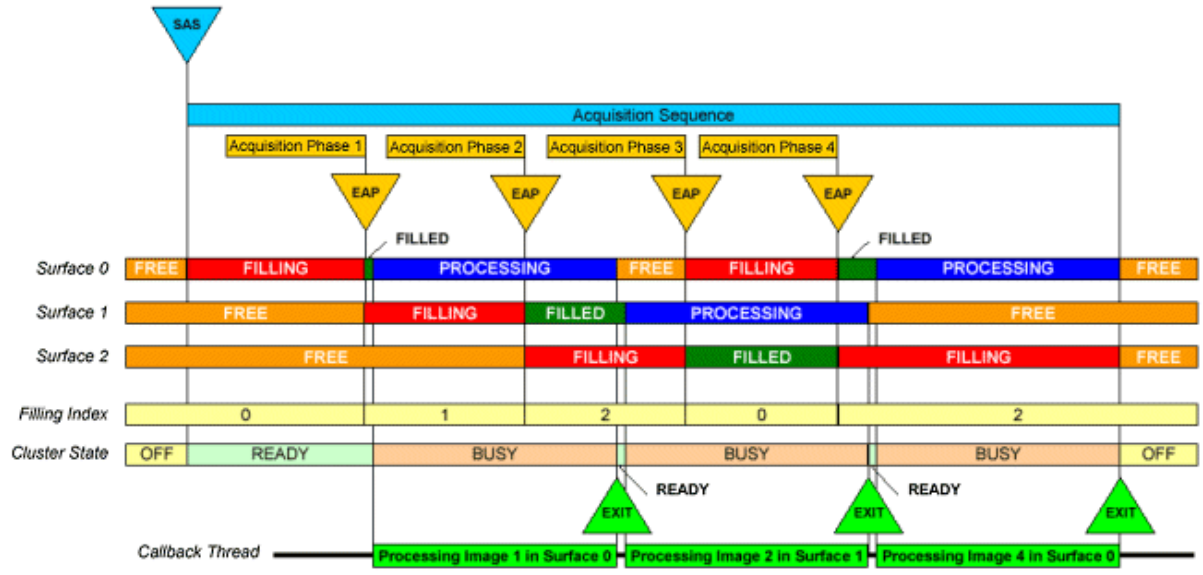 SAS
Acquisition Sequence
Acquisition Phase 1 Acquisition Phase 2 Acquisition Phase 3 Acquisition Phase 4
EAP EAP EAP EAP
FILLED FILLED
Surface 0 FREE FILLING PROCESSING FREE FILLING PROCESSING FREE
Surface 1 FREE FILLING FILLED PROCESSING FREE
Surface 2 FREE FILLING FILLED FILLING FREE
Filling Index 0 1 2 0 2
Cluster State OFF READY BUSY BUSY BUSY OFF
READY READY
EXIT EXIT EXIT
Callback Thread Processing Image 1 in Surface 0 Processing Image 2 in Surface 1 Processing Image 4 in Surface 0